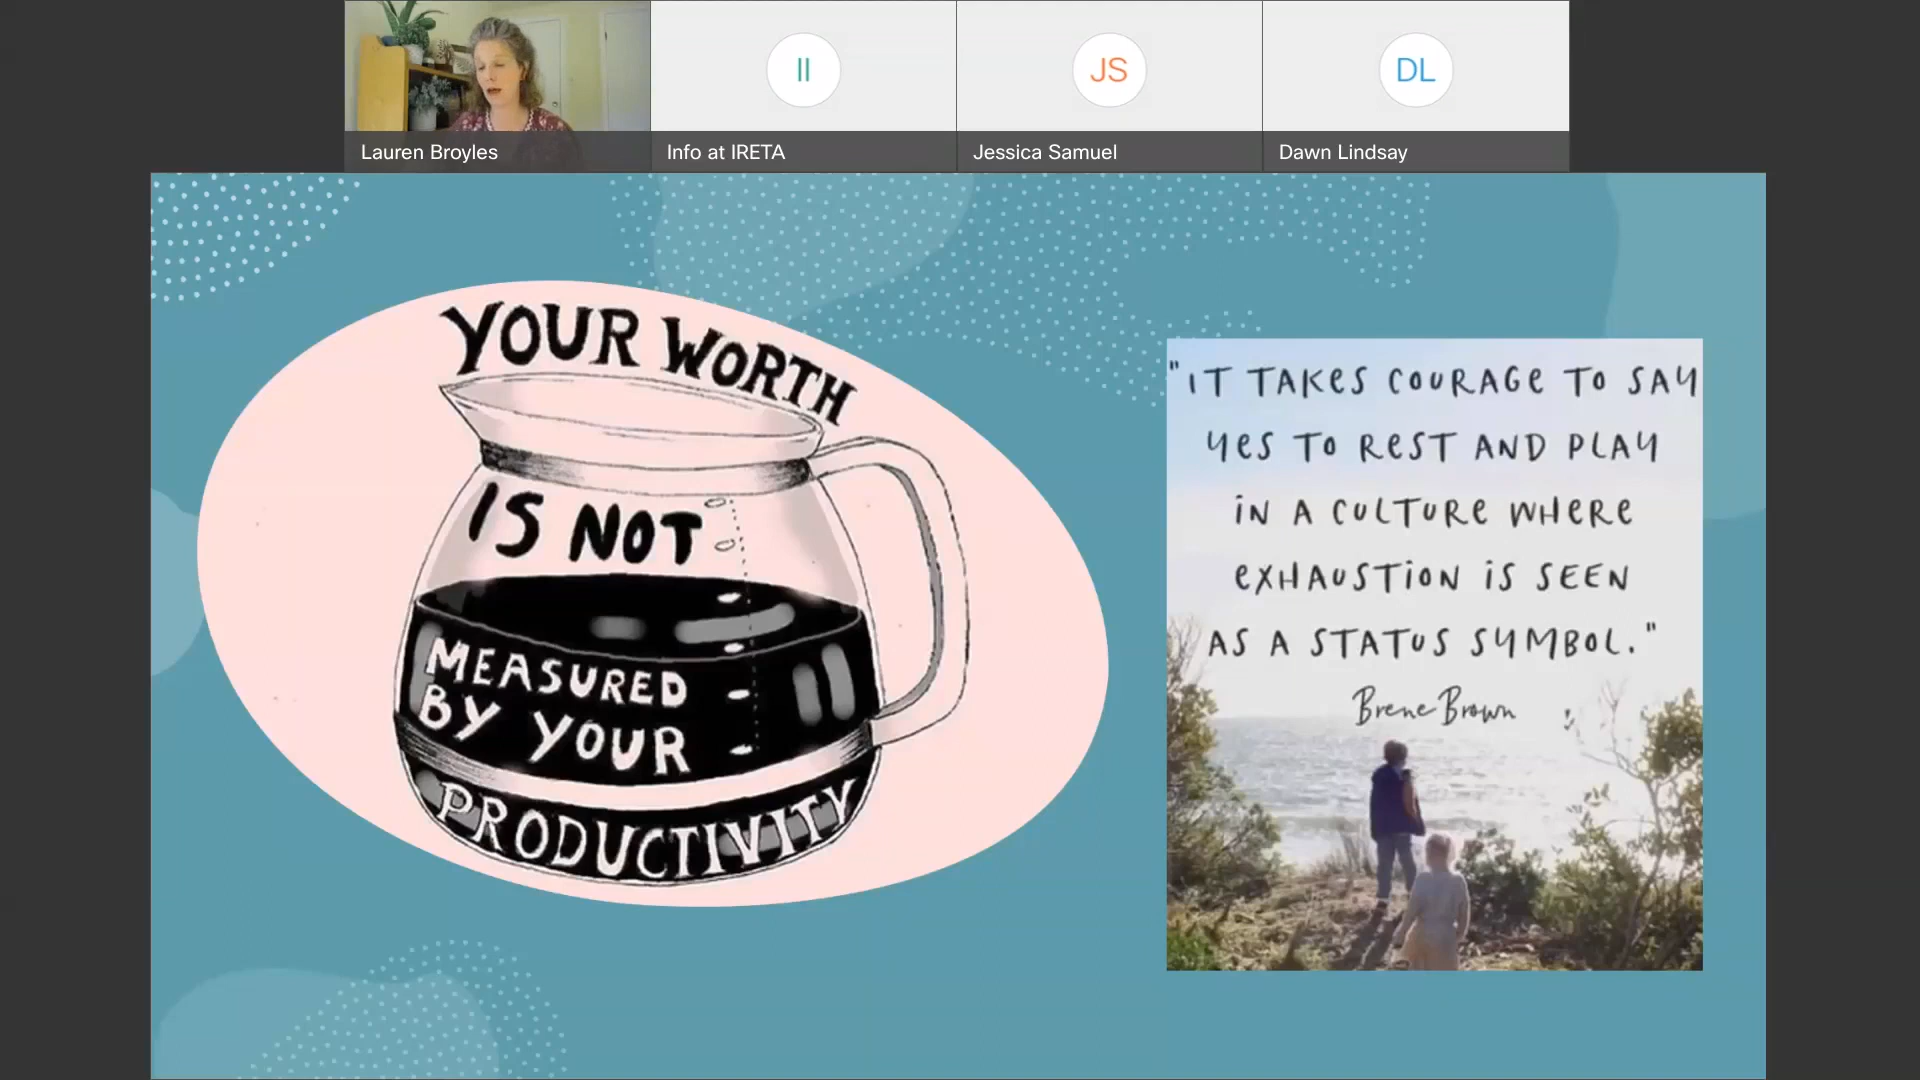 II
JS
DL
Lauren Broyles
Info at IRETA
Jessica Samuel
Dawn Lindsay
YOUR WORTH
IS NOT
MEASURED
BY YOUR
PRODUCTIVITY
"IT TAKES COURAGE TO SAY
YES TO REST AND PLAY
IN A CULTURE WHERE
EXHAUSTION IS SEEN
AS A STATUS SYMBOL."
Brene Brown